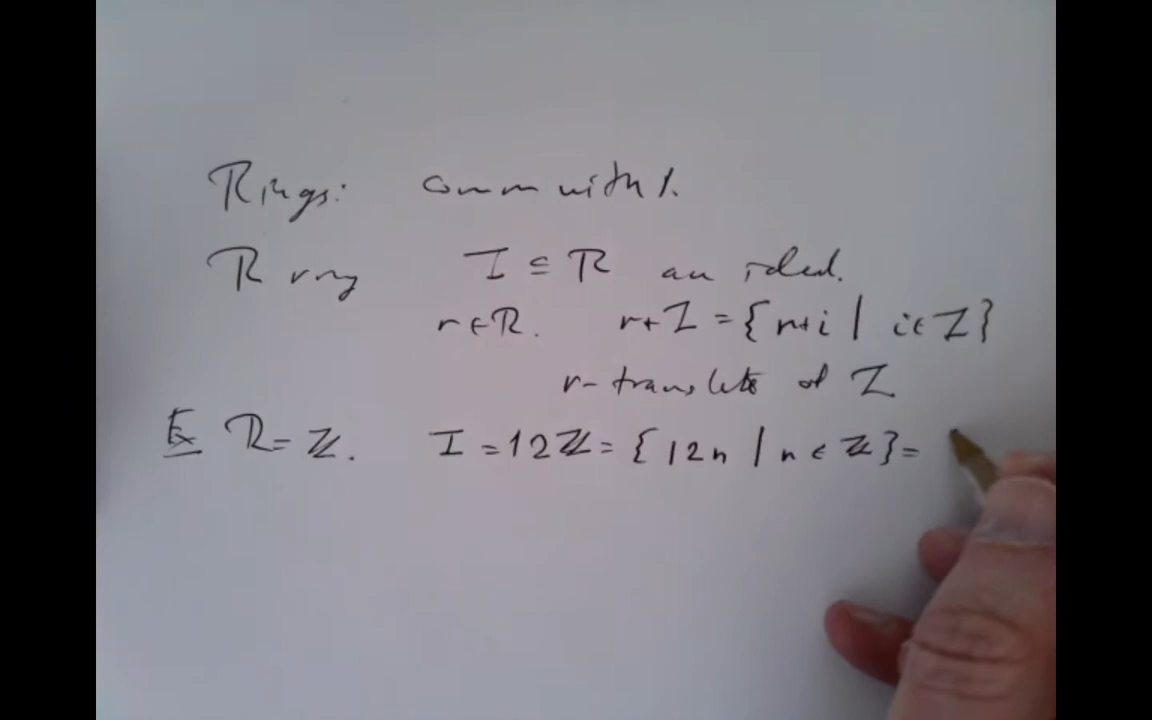 Rings: comm with 1.
R ring I ⊆ R an ideal.
r ∈ R. r + I = { r+i | i ∈ I }
r-translate of I
Ex R = ℤ. I = 12ℤ = { 12n | n ∈ ℤ } =